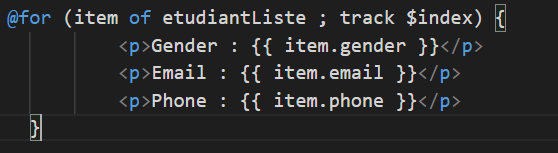 @for (item of etudiantListe ; track $index) {
<p>Gender : {{ item.gender }}</p>
<p>Email : {{ item.email }}</p>
<p>Phone : {{ item.phone }}</p>
}